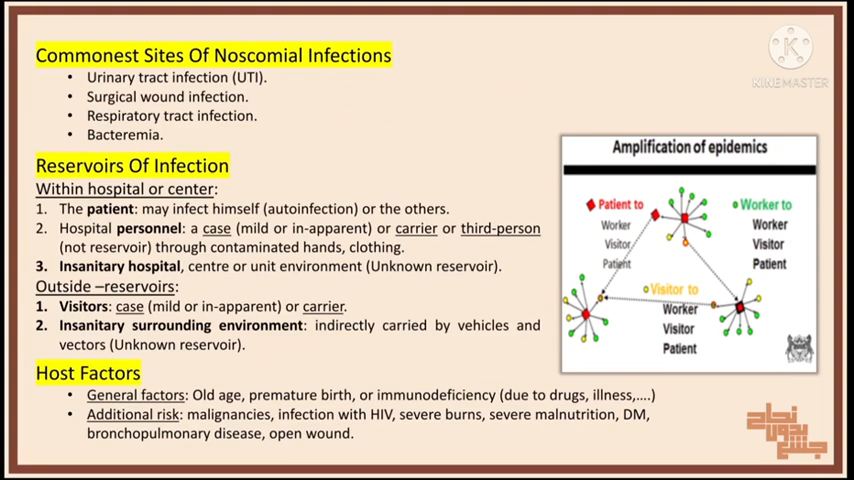 Commonest Sites Of Noscomial Infections
• Urinary tract infection (UTI).
• Surgical wound infection.
• Respiratory tract infection.
• Bacteremia.
Reservoirs Of Infection
Within hospital or center:
1. The patient: may infect himself (autoinfection) or the others.
2. Hospital personnel: a case (mild or in-apparent) or carrier or third-person
(not reservoir) through contaminated hands, clothing.
3. Insanitary hospital, centre or unit environment (Unknown reservoir).
Outside –reservoirs:
1. Visitors: case (mild or in-apparent) or carrier.
2. Insanitary surrounding environment: indirectly carried by vehicles and
vectors (Unknown reservoir).
Host Factors
• General factors: Old age, premature birth, or immunodeficiency (due to drugs, illness,....)
• Additional risk: malignancies, infection with HIV, severe burns, severe malnutrition, DM,
bronchopulmonary disease, open wound.
K
KINEMASTER
Amplification of epidemics
Patient to
Worker
Visitor
Patient
Worker to
Worker
Visitor
Patient
Visitor to
Worker
Visitor
Patient
نجاح
بدون
جشع